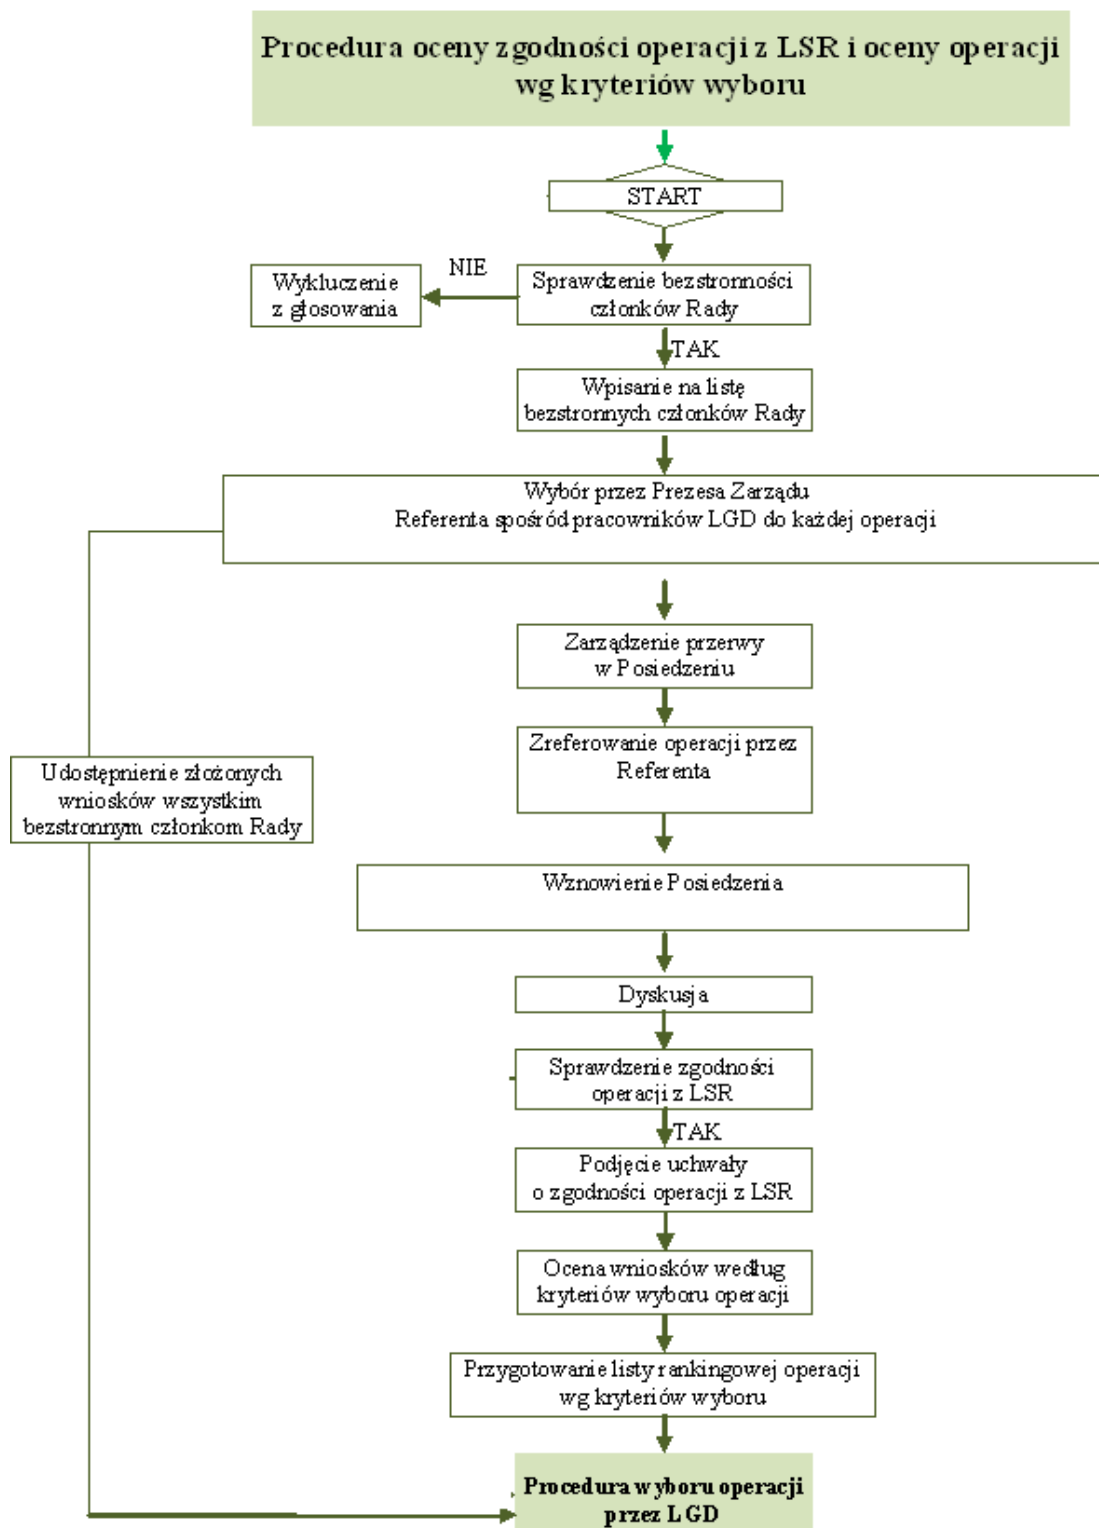 Procedura oceny zgodności operacji z LSR i oceny operacji
wg kryteriów wyboru
START
NIE
Wykluczenie
z głosowania
Sprawdzenie bezstronności
członków Rady
TAK
Wpisanie na listę
bezstronnych członków Rady
Wybór przez Prezesa Zarządu
Referenta spośród pracowników LGD do każdej operacji
Zarządzenie przerwy
w Posiedzeniu
Zreferowanie operacji przez
Referenta
Udostępnienie złożonych
wniosków wszystkim
bezstronnym członkom Rady
Wznowienie Posiedzenia
Dyskusja
Sprawdzenie zgodności
operacji z LSR
TAK
Podjęcie uchwały
o zgodności operacji z LSR
Ocena wniosków według
kryteriów wyboru operacji
Przygotowanie listy rankingowej operacji
wg kryteriów wyboru
Procedura wyboru operacji
przez LGD